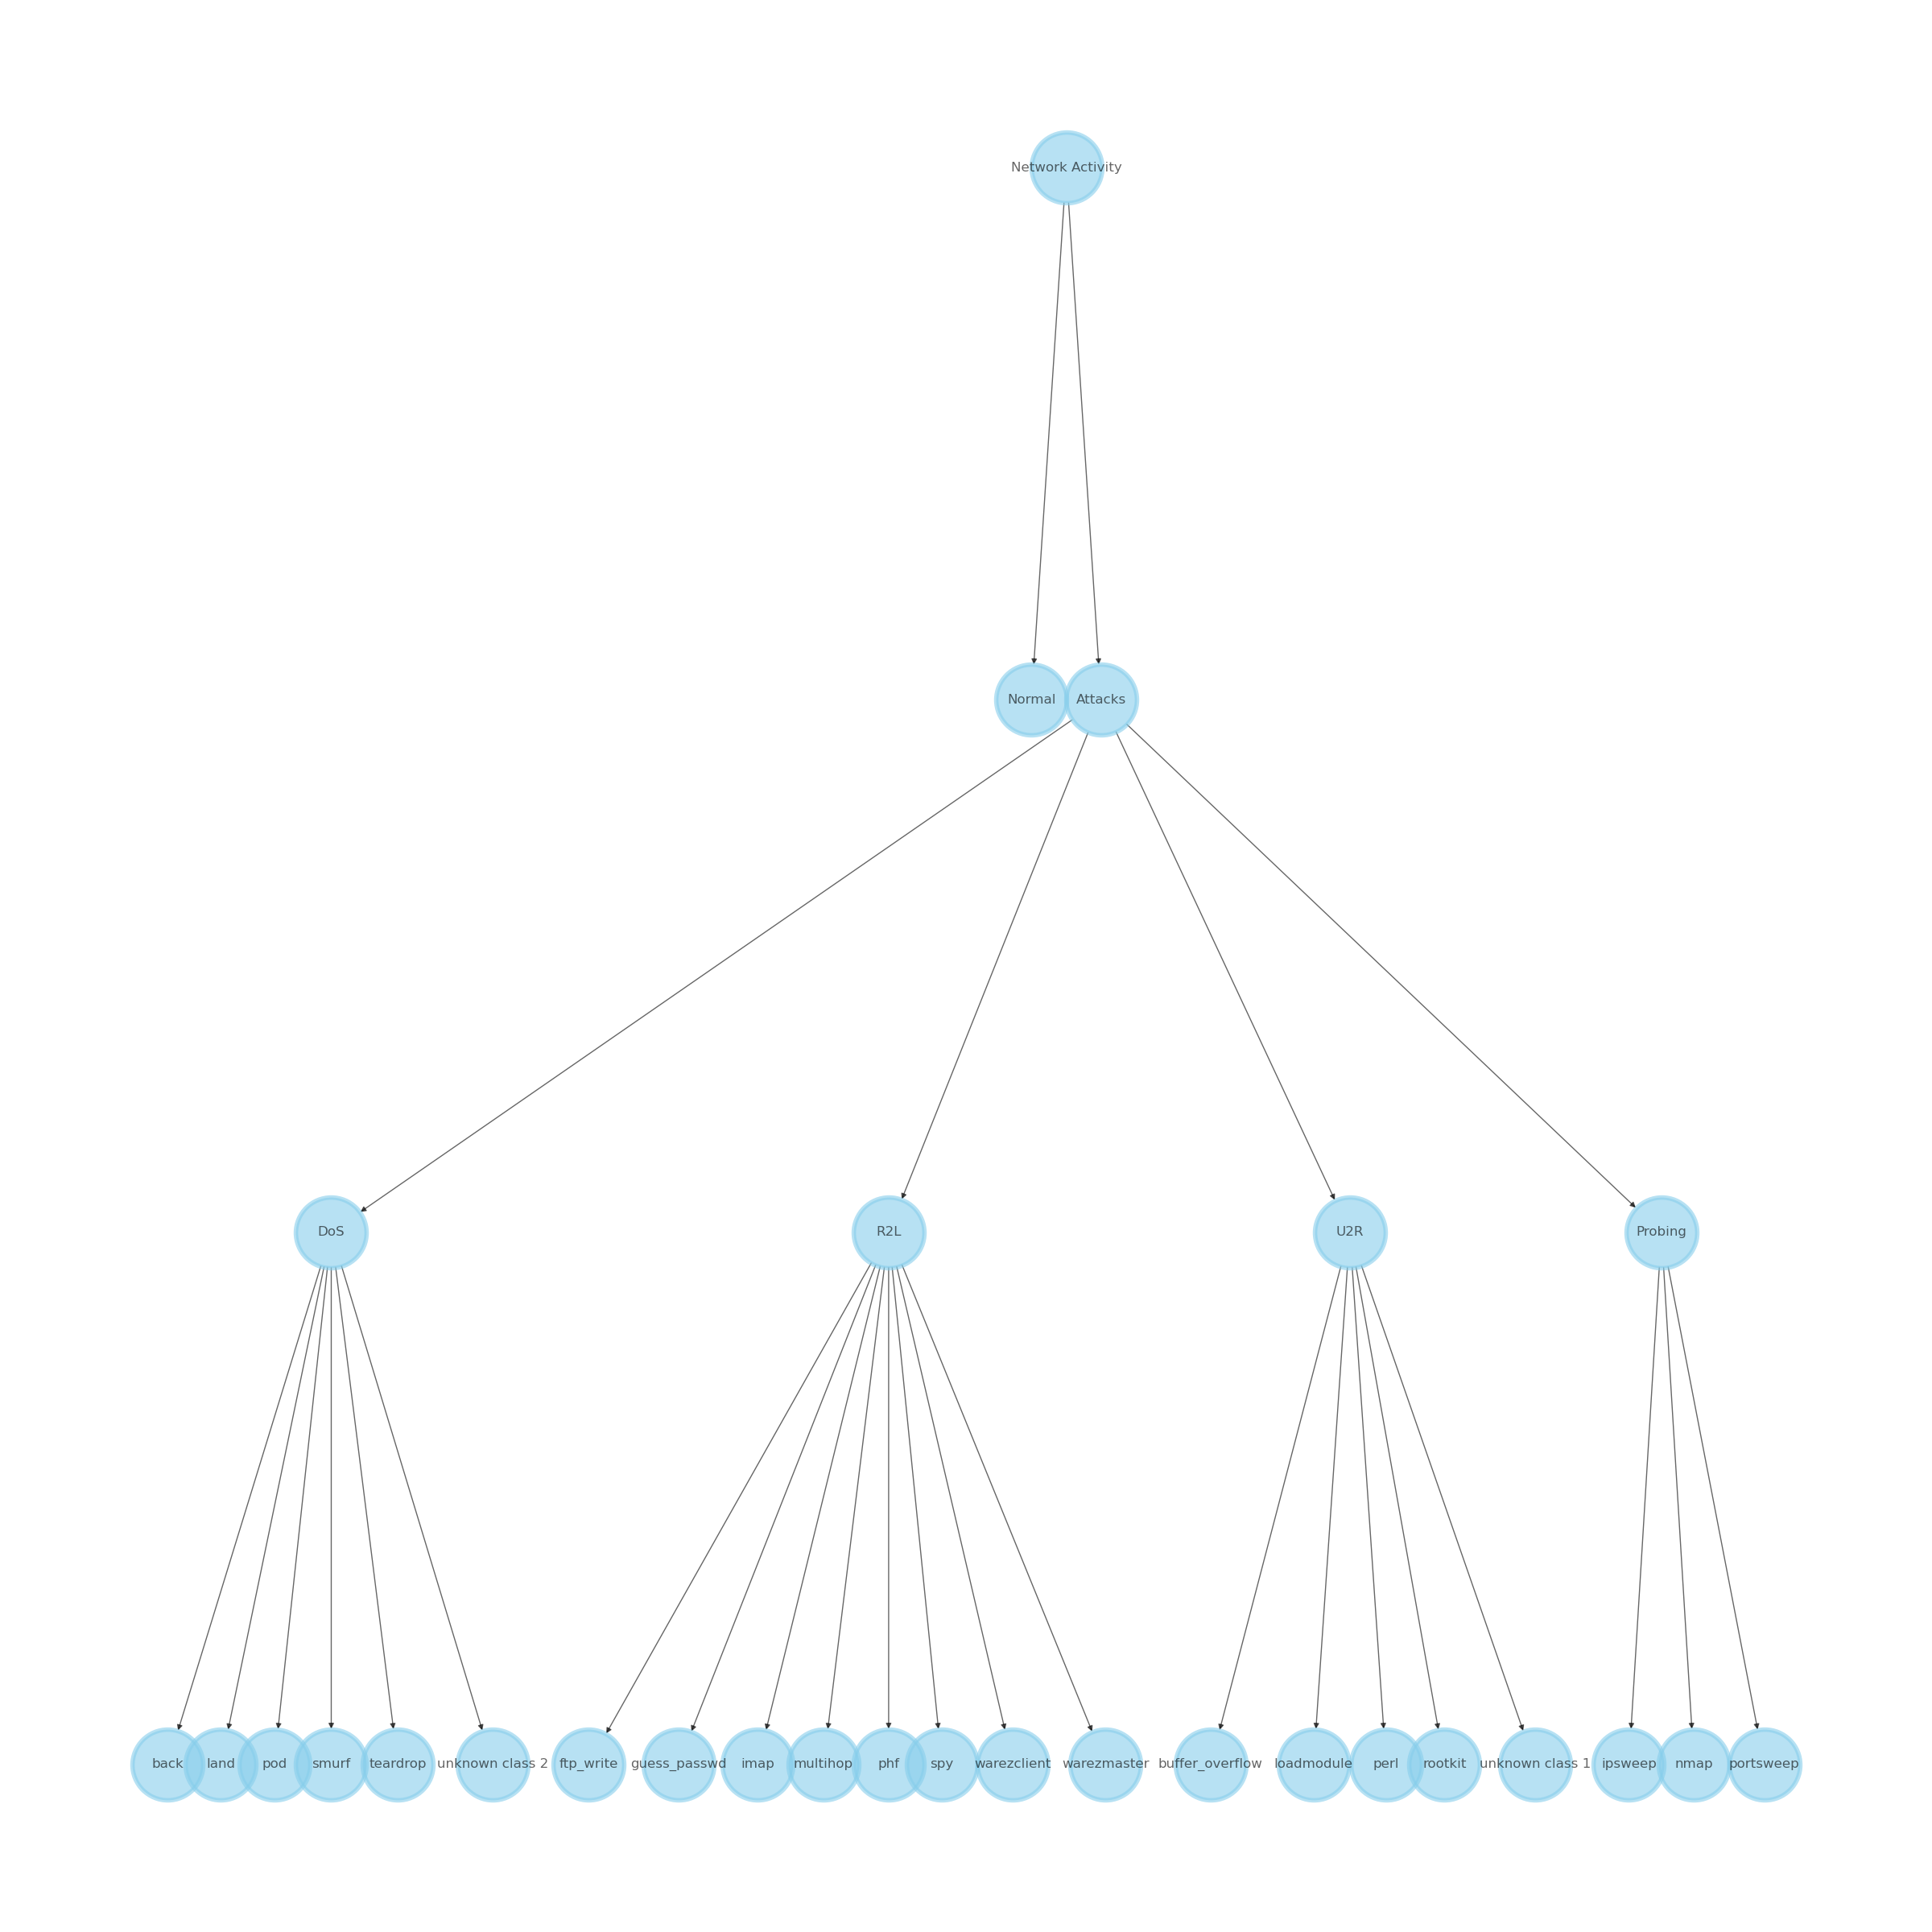 Network Activity
Normal
Attacks
DoS
R2L
U2R
Probing
back
land
pod
smurf
teardrop
unknown class 2
ftp_write
guess_passwd
imap
multihop
phf
spy
warezclient
warezmaster
buffer_overflow
loadmodule
perl
rootkit
unknown class 1
ipsweep
nmap
portsweep